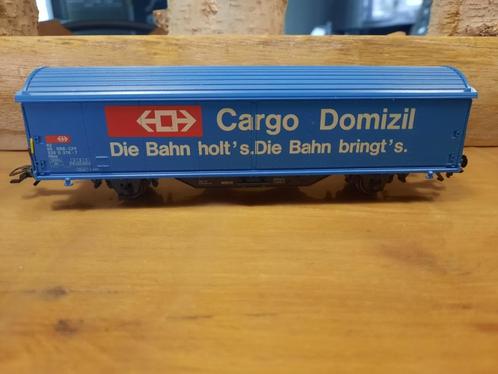 Cargo Domizil
Die Bahn holt's.Die Bahn bringt's.